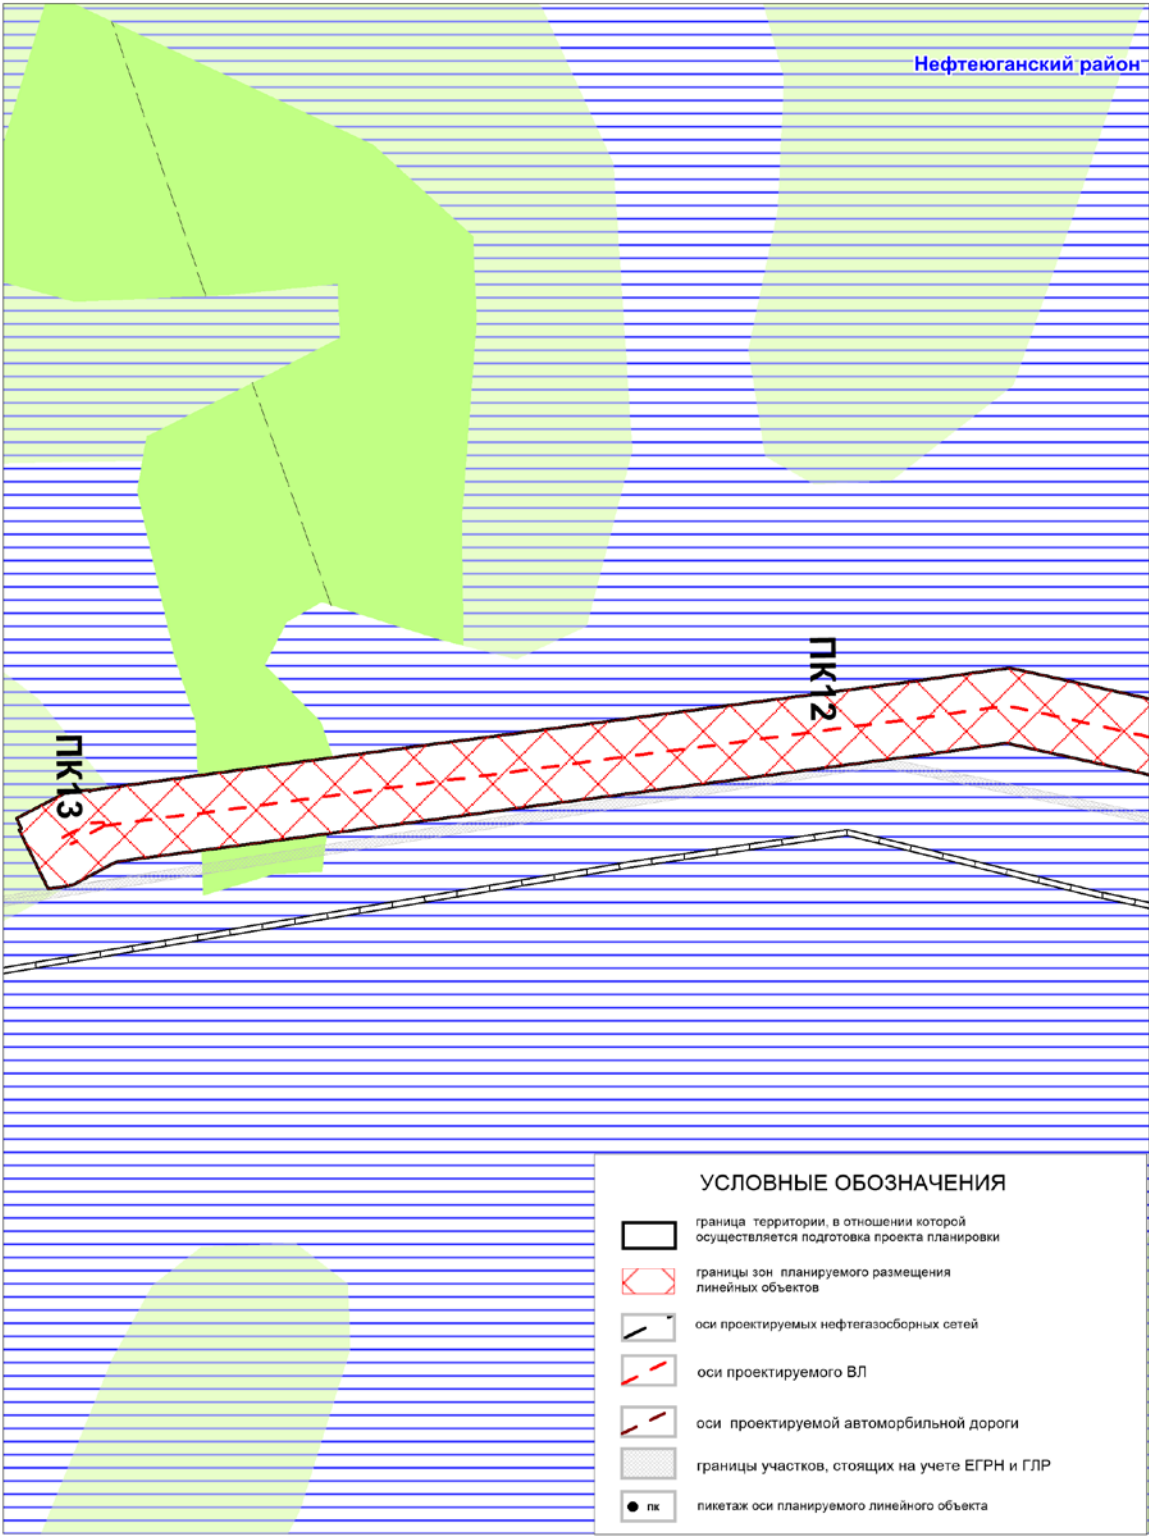 Нефтеюганский район
ПК12
ПК13
УСЛОВНЫЕ ОБОЗНАЧЕНИЯ
граница территории, в отношении которой
осуществляется подготовка проекта планировки
границы зон планируемого размещения
линейных объектов
оси проектируемых нефтегазосборных сетей
оси проектируемого ВЛ
оси проектируемой автоморбильной дороги
границы участков, стоящих на учете ЕГРН и ГЛР
пк
пикетаж оси планируемого линейного объекта